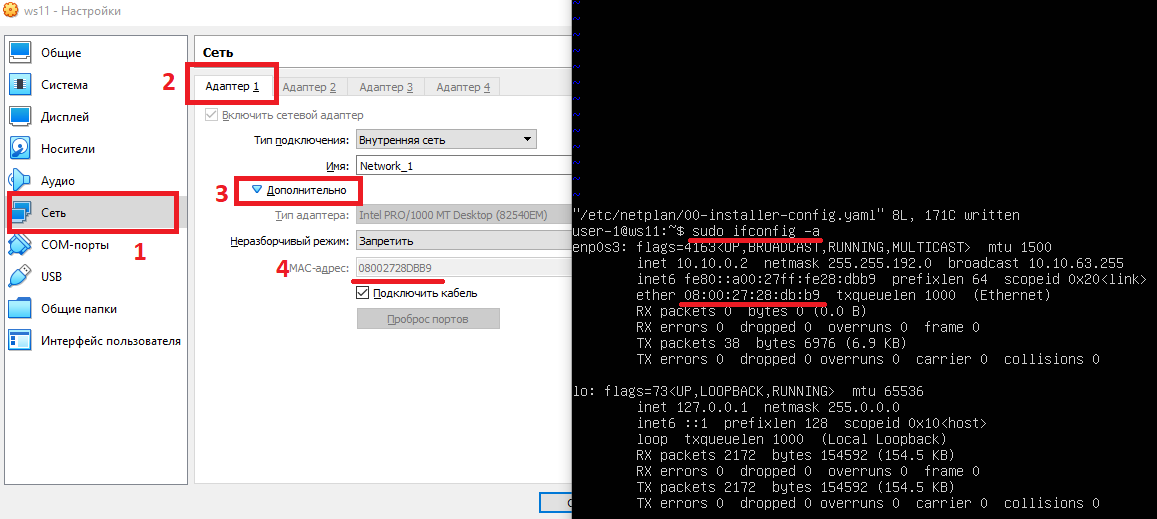 ws11 - Настройки
Общие
Система
Дисплей
Носители
Аудио
Сеть
COM-порты
USB
Общие папки
Интерфейс пользователя
1
Сеть
2
Адаптер 1
Адаптер 2
Адаптер 3
Адаптер 4
Включить сетевой адаптер
Тип подключения: Внутренняя сеть
Имя: Network_1
3 Дополнительно
Тип адаптера: Intel PRO/1000 MT Desktop (82540EM)
Неразборчивый режим: Запретить
4 MAC-адрес: 08002728DBB9
Подключить кабель
Проброс портов
~
~
~
~
~
~
~
~
~
~
~
~
~
"/etc/netplan/00-installer-config.yaml" 8L, 171C written
user-1@ws11:~$ sudo ifconfig -a
enp0s3: flags=4163<UP,BROADCAST,RUNNING,MULTICAST>  mtu 1500
inet 10.10.0.2  netmask 255.255.192.0  broadcast 10.10.63.255
inet6 fe80::a00:27ff:fe28:dbb9  prefixlen 64  scopeid 0x20<link>
ether 08:00:27:28:db:b9  txqueuelen 1000  (Ethernet)
RX packets 0  bytes 0 (0.0 B)
RX errors 0  dropped 0  overruns 0  frame 0
TX packets 38  bytes 6976 (6.9 KB)
TX errors 0  dropped 0 overruns 0  carrier 0  collisions 0
lo: flags=73<UP,LOOPBACK,RUNNING>  mtu 65536
inet 127.0.0.1  netmask 255.0.0.0
inet6 ::1  prefixlen 128  scopeid 0x10<host>
loop  txqueuelen 1000  (Local Loopback)
RX packets 2172  bytes 154592 (154.5 KB)
RX errors 0  dropped 0  overruns 0  frame 0
TX packets 2172  bytes 154592 (154.5 KB)
TX errors 0  dropped 0 overruns 0  carrier 0  collisions 0